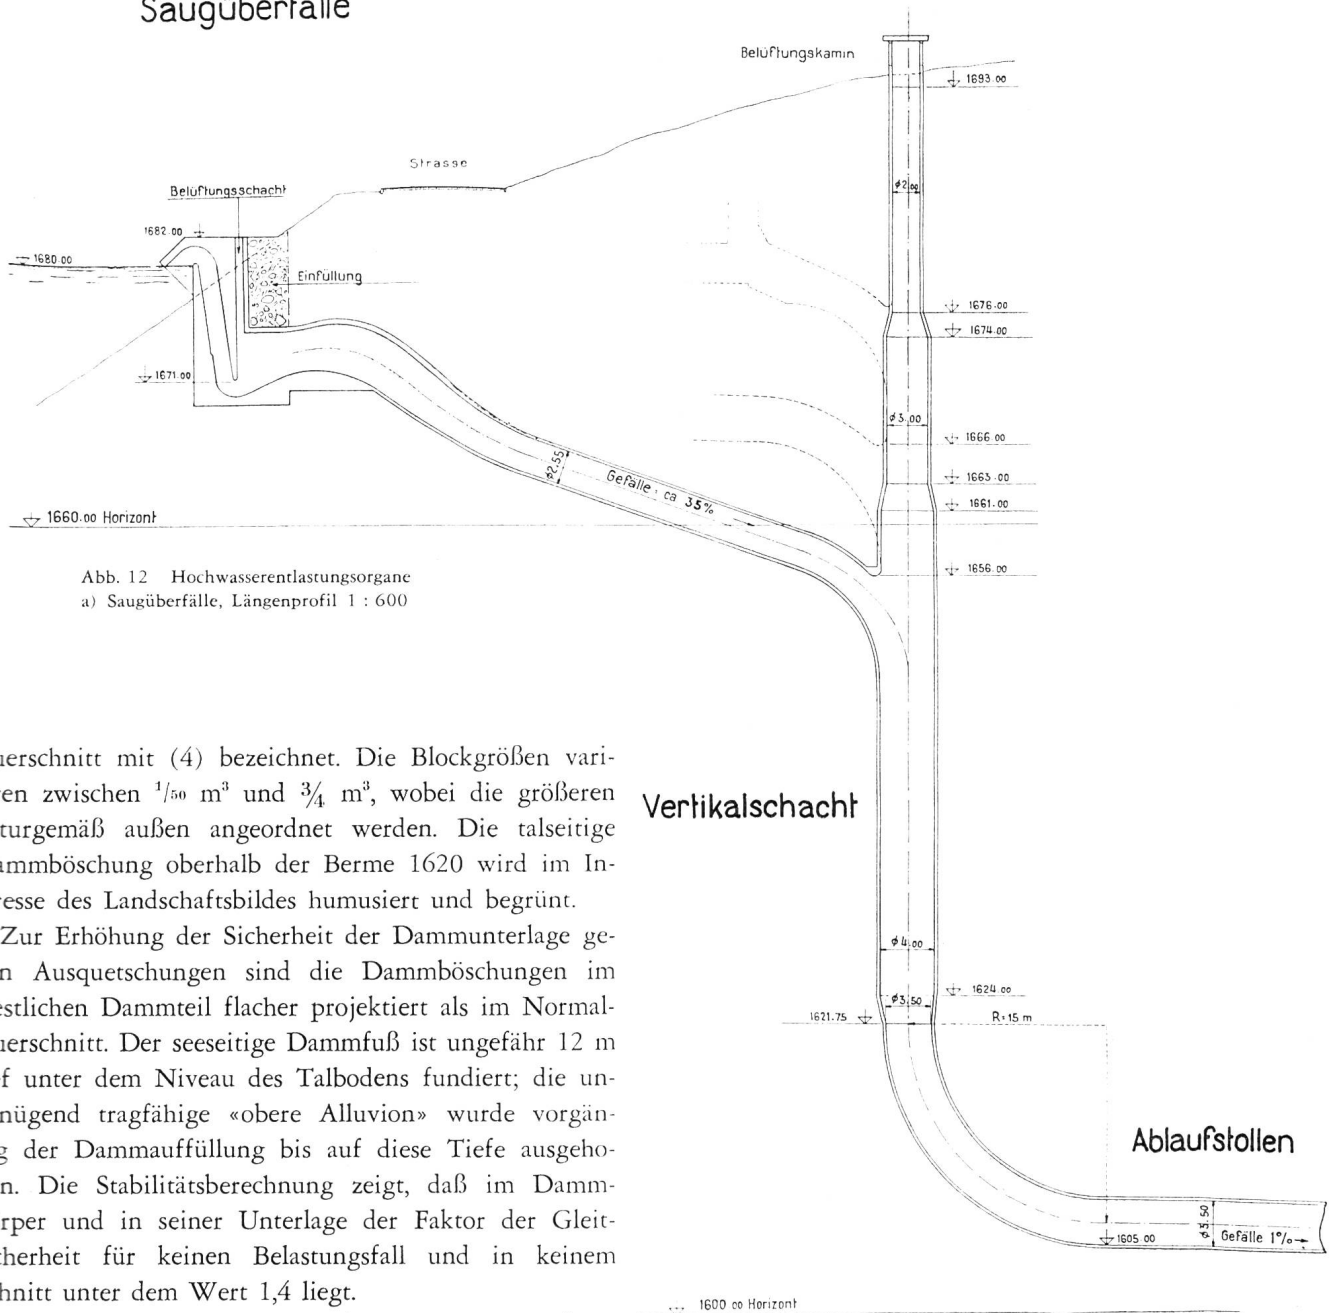 Saugüberfälle
Belüftungskamin
1693.00
Strasse
Belüftungsschacht
ø2.00
1682.00
1680.00
Einfüllung
1676.00
1674.00
1671.00
ø3.00
1666.00
1663.00
ø2.55
Gefälle, ca 35%
1661.00
1660.00 Horizont
1656.00
Abb. 12 Hochwasserentlastungsorgane
a) Saugüberfälle, Längenprofil 1 : 600
uerschnitt mit (4) bezeichnet. Die Blockgrößen vari-
en zwischen 1/50 m³ und 3/4 m³, wobei die größeren
turgemäß außen angeordnet werden. Die talseitige
ammböschung oberhalb der Berme 1620 wird im In-
esse des Landschaftsbildes humusiert und begrünt.
Zur Erhöhung der Sicherheit der Dammunterlage ge-
n Ausquetschungen sind die Dammböschungen im
estlichen Dammteil flacher projektiert als im Normal-
uerschnitt. Der seeseitige Dammfuß ist ungefähr 12 m
f unter dem Niveau des Talbodens fundiert; die un-
nügend tragfähige «obere Alluvion» wurde vorgän-
g der Dammauffüllung bis auf diese Tiefe ausgeho-
n. Die Stabilitätsberechnung zeigt, daß im Damm-
rper und in seiner Unterlage der Faktor der Gleit-
cherheit für keinen Belastungsfall und in keinem
hnitt unter dem Wert 1,4 liegt.
Vertikalschacht
ø4.00
ø3.50
1624.00
1621.75
R=15 m
Ablaufstollen
ø3.50
Gefälle 1%
1605.00
1600.00 Horizont